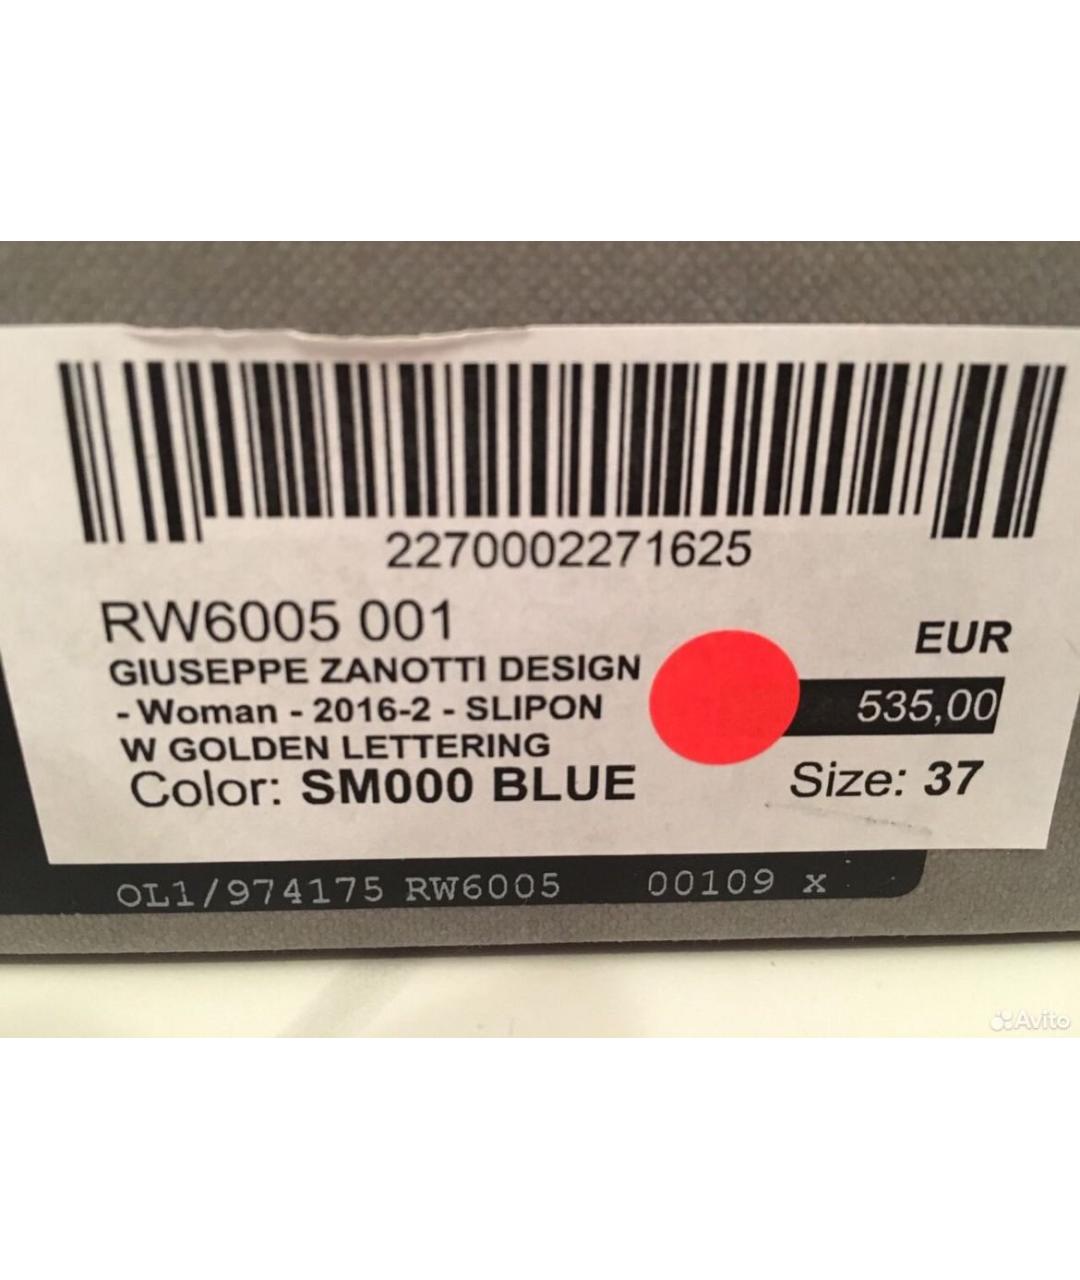 2270002271625
RW6005 001
EUR
GIUSEPPE ZANOTTI DESIGN
- Woman - 2016-2 - SLIPON
535,00
W GOLDEN LETTERING
Color: SM000 BLUE
Size: 37
OL1/974175 RW6005 00109 x
Avito